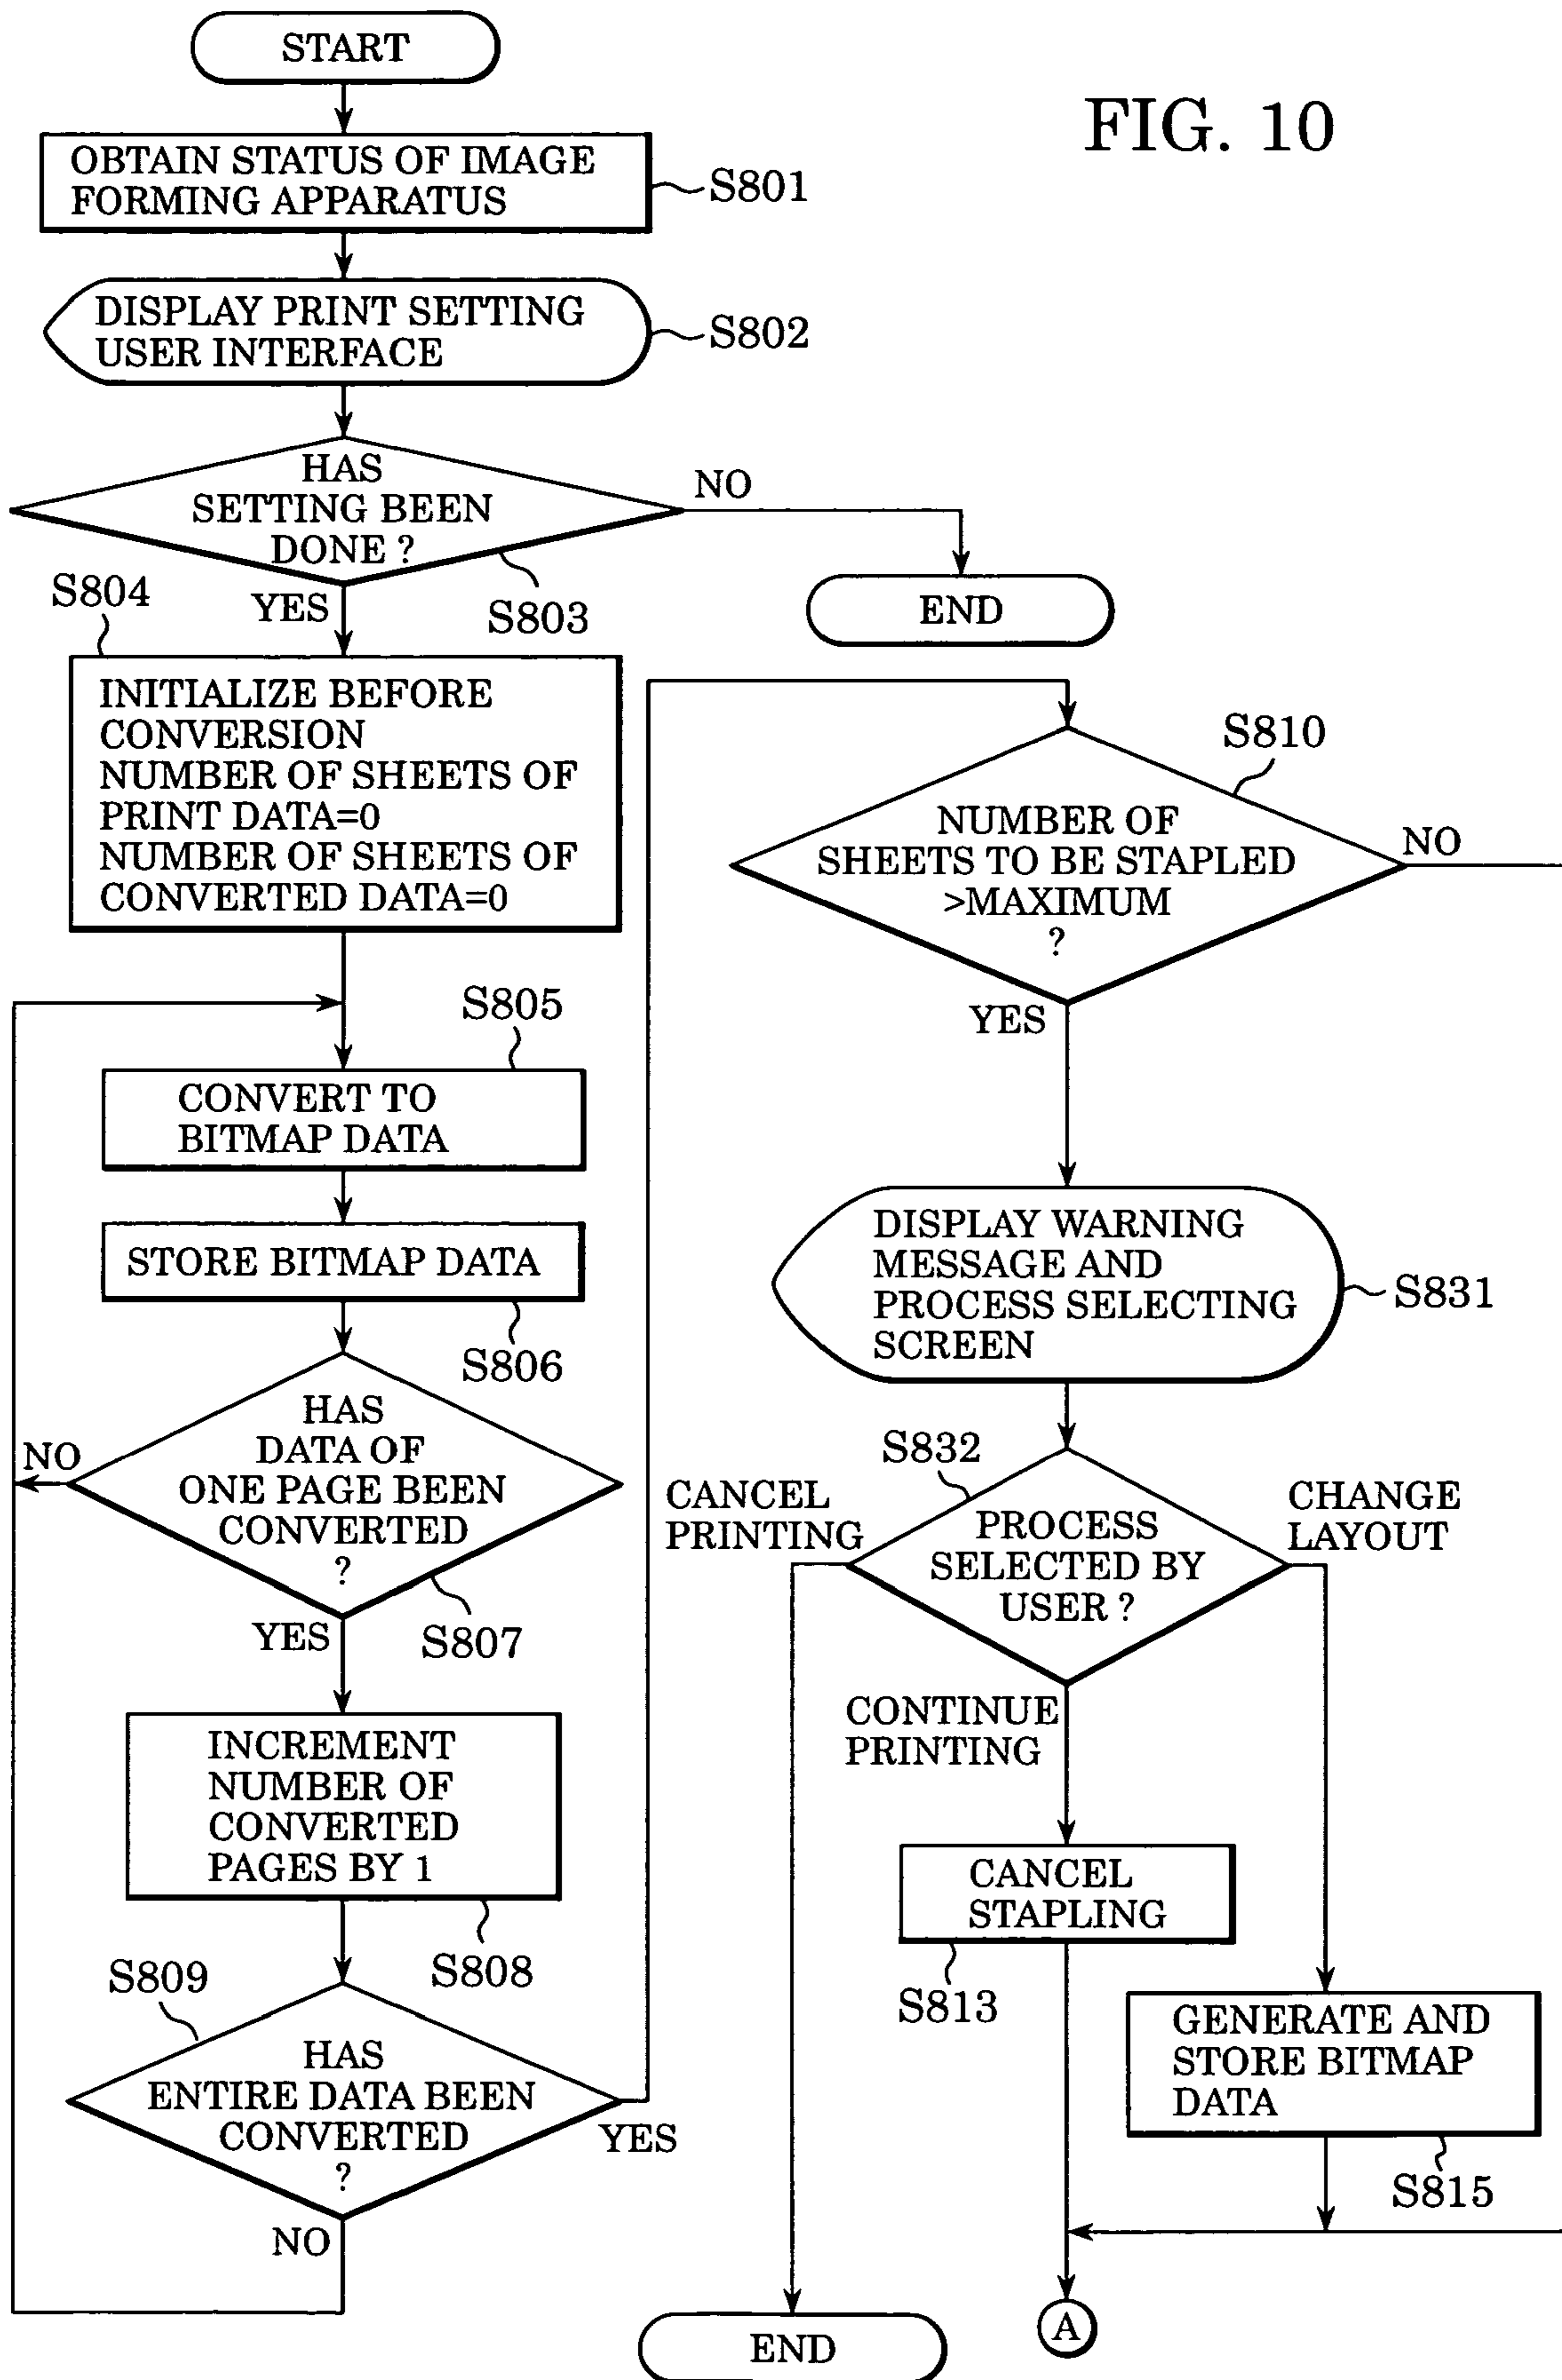 FIG. 10
START
OBTAIN STATUS OF IMAGE
FORMING APPARATUS
S801
DISPLAY PRINT SETTING
USER INTERFACE
S802
HAS
SETTING BEEN
DONE ?
NO
S803
YES
END
S804
INITIALIZE BEFORE
CONVERSION
NUMBER OF SHEETS OF
PRINT DATA=0
NUMBER OF SHEETS OF
CONVERTED DATA=0
S805
CONVERT TO
BITMAP DATA
STORE BITMAP DATA
S806
HAS
DATA OF
ONE PAGE BEEN
CONVERTED
?
NO
YES
S807
INCREMENT
NUMBER OF
CONVERTED
PAGES BY 1
S808
S809
HAS
ENTIRE DATA BEEN
CONVERTED
?
YES
NO
S810
NUMBER OF
SHEETS TO BE STAPLED
>MAXIMUM
?
NO
YES
DISPLAY WARNING
MESSAGE AND
PROCESS SELECTING
SCREEN
S831
S832
PROCESS
SELECTED BY
USER ?
CANCEL
PRINTING
CHANGE
LAYOUT
CONTINUE
PRINTING
CANCEL
STAPLING
S813
GENERATE AND
STORE BITMAP
DATA
S815
END
A